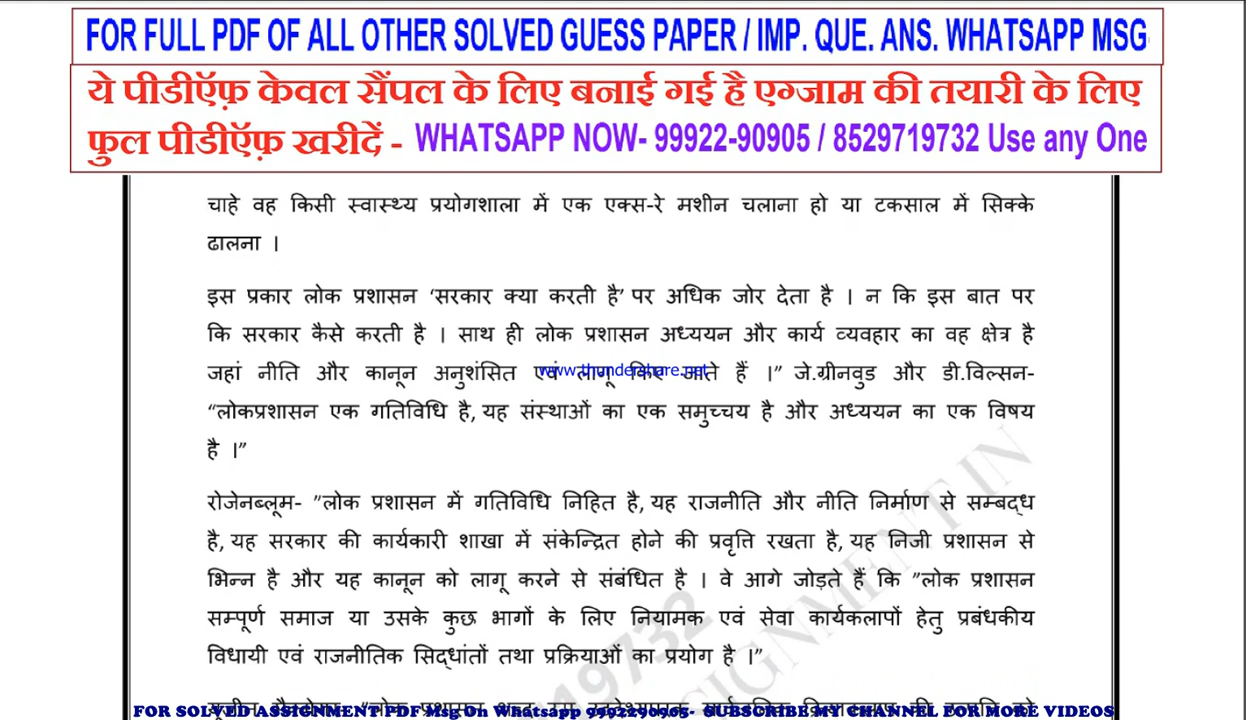 FOR FULL PDF OF ALL OTHER SOLVED GUESS PAPER / IMP. QUE. ANS. WHATSAPP MSG
ये पीडीऍफ़ केवल सैंपल के लिए बनाई गई है एग्जाम की तयारी के लिए
फुल पीडीऍफ़ खरीदें - WHATSAPP NOW- 99922-90905 / 8529719732 Use any One
चाहे वह किसी स्वास्थ्य प्रयोगशाला में एक एक्स-रे मशीन चलाना हो या टकसाल में सिक्के
ढालना ।
इस प्रकार लोक प्रशासन ‘सरकार क्या करती है’ पर अधिक जोर देता है । न कि इस बात पर
कि सरकार कैसे करती है । साथ ही लोक प्रशासन अध्ययन और कार्य व्यवहार का वह क्षेत्र है
जहां नीति और कानून अनुशंसित एवं लागू किए जाते हैं ।” जे.ग्रीनवुड और डी.विल्सन-
www.thundershare.net
“लोकप्रशासन एक गतिविधि है, यह संस्थाओं का एक समुच्चय है और अध्ययन का एक विषय
है ।”
रोजेनब्लूम- ”लोक प्रशासन में गतिविधि निहित है, यह राजनीति और नीति निर्माण से सम्बद्ध
है, यह सरकार की कार्यकारी शाखा में संकेन्द्रित होने की प्रवृत्ति रखता है, यह निजी प्रशासन से
भिन्न है और यह कानून को लागू करने से संबंधित है । वे आगे जोड़ते हैं कि ”लोक प्रशासन
सम्पूर्ण समाज या उसके कुछ भागों के लिए नियामक एवं सेवा कार्यकलापों हेतु प्रबंधकीय
विधायी एवं राजनीतिक सिद्धांतों तथा प्रक्रियाओं का प्रयोग है ।”
FOR SOLVED ASSIGNMENT PDF Msg On Whatsapp 9992290905- SUBSCRIBE MY CHANNEL FOR MORE VIDEOS